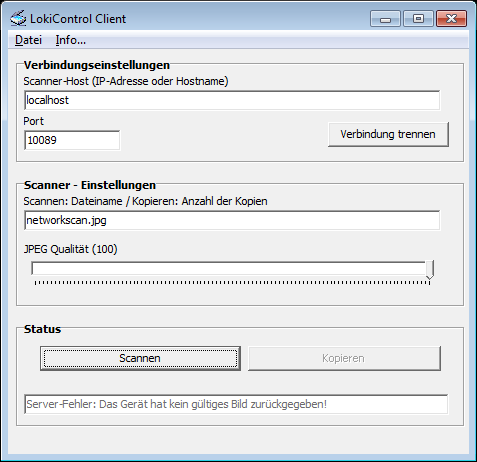 LokiControl Client
Datei Info...
Verbindungseinstellungen
Scanner-Host (IP-Adresse oder Hostname)
localhost
Port
10089
Verbindung trennen
Scanner - Einstellungen
Scannen: Dateiname / Kopieren: Anzahl der Kopien
networkscan.jpg
JPEG Qualität (100)
Status
Scannen Kopieren
Server-Fehler: Das Gerät hat kein gültiges Bild zurückgegeben!